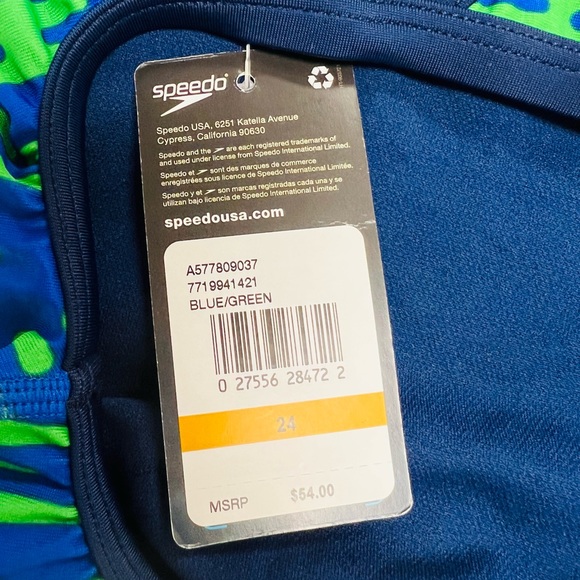 speedo
Speedo USA, 6251 Katella Avenue
Cypress, California 90630
Speedo and the are each registered trademarks of
and used under license from Speedo International Limited.
Speedo et sont des marques de commerce
enregistrées sous licence de Speedo International Limitée.
Speedo y et son marcas registradas cada una y se
utilizan bajo licencia de Speedo International Limited.
speedousa.com
A577809037
7719941421
BLUE/GREEN
0 27556 28472 2
24
MSRP $54.00